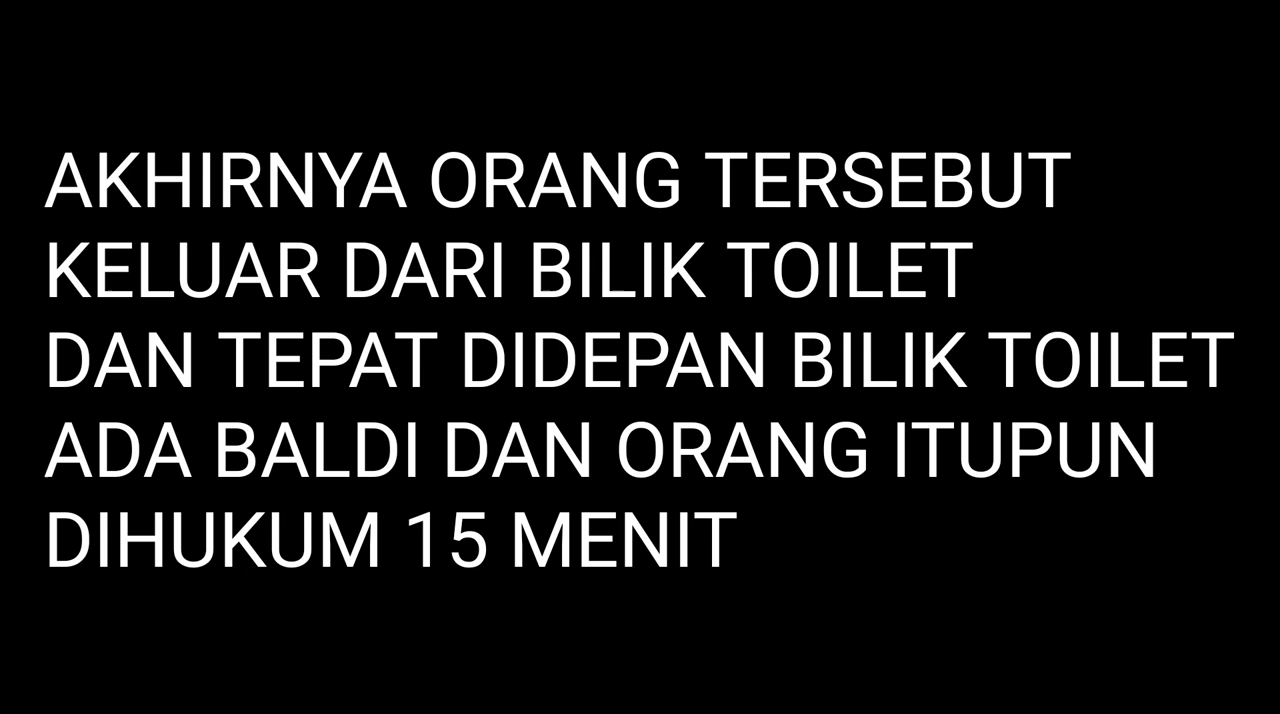 AKHIRNYA ORANG TERSEBUT
KELUAR DARI BILIK TOILET
DAN TEPAT DIDEPAN BILIK TOILET
ADA BALDI DAN ORANG ITUPUN
DIHUKUM 15 MENIT